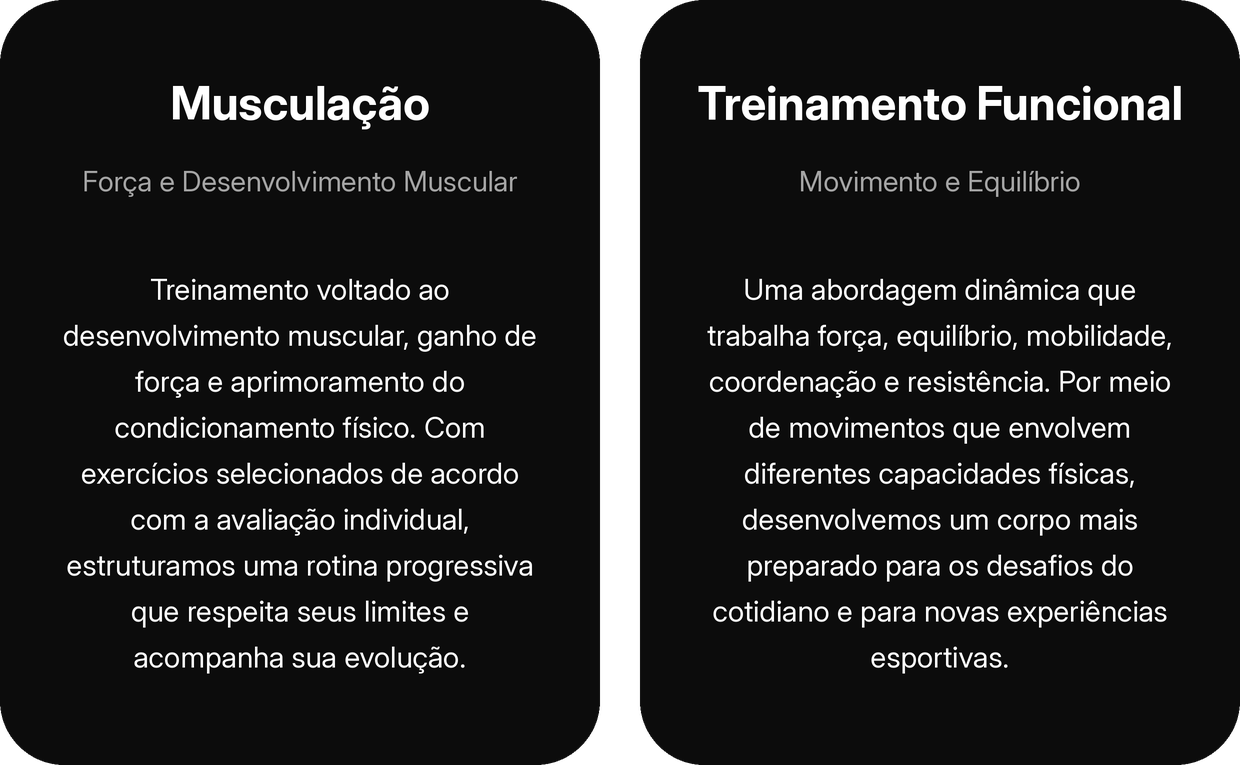 Musculação
Força e Desenvolvimento Muscular
Treinamento voltado ao
desenvolvimento muscular, ganho de
força e aprimoramento do
condicionamento físico. Com
exercícios selecionados de acordo
com a avaliação individual,
estruturamos uma rotina progressiva
que respeita seus limites e
acompanha sua evolução.
Treinamento Funcional
Movimento e Equilíbrio
Uma abordagem dinâmica que
trabalha força, equilíbrio, mobilidade,
coordenação e resistência. Por meio
de movimentos que envolvem
diferentes capacidades físicas,
desenvolvemos um corpo mais
preparado para os desafios do
cotidiano e para novas experiências
esportivas.